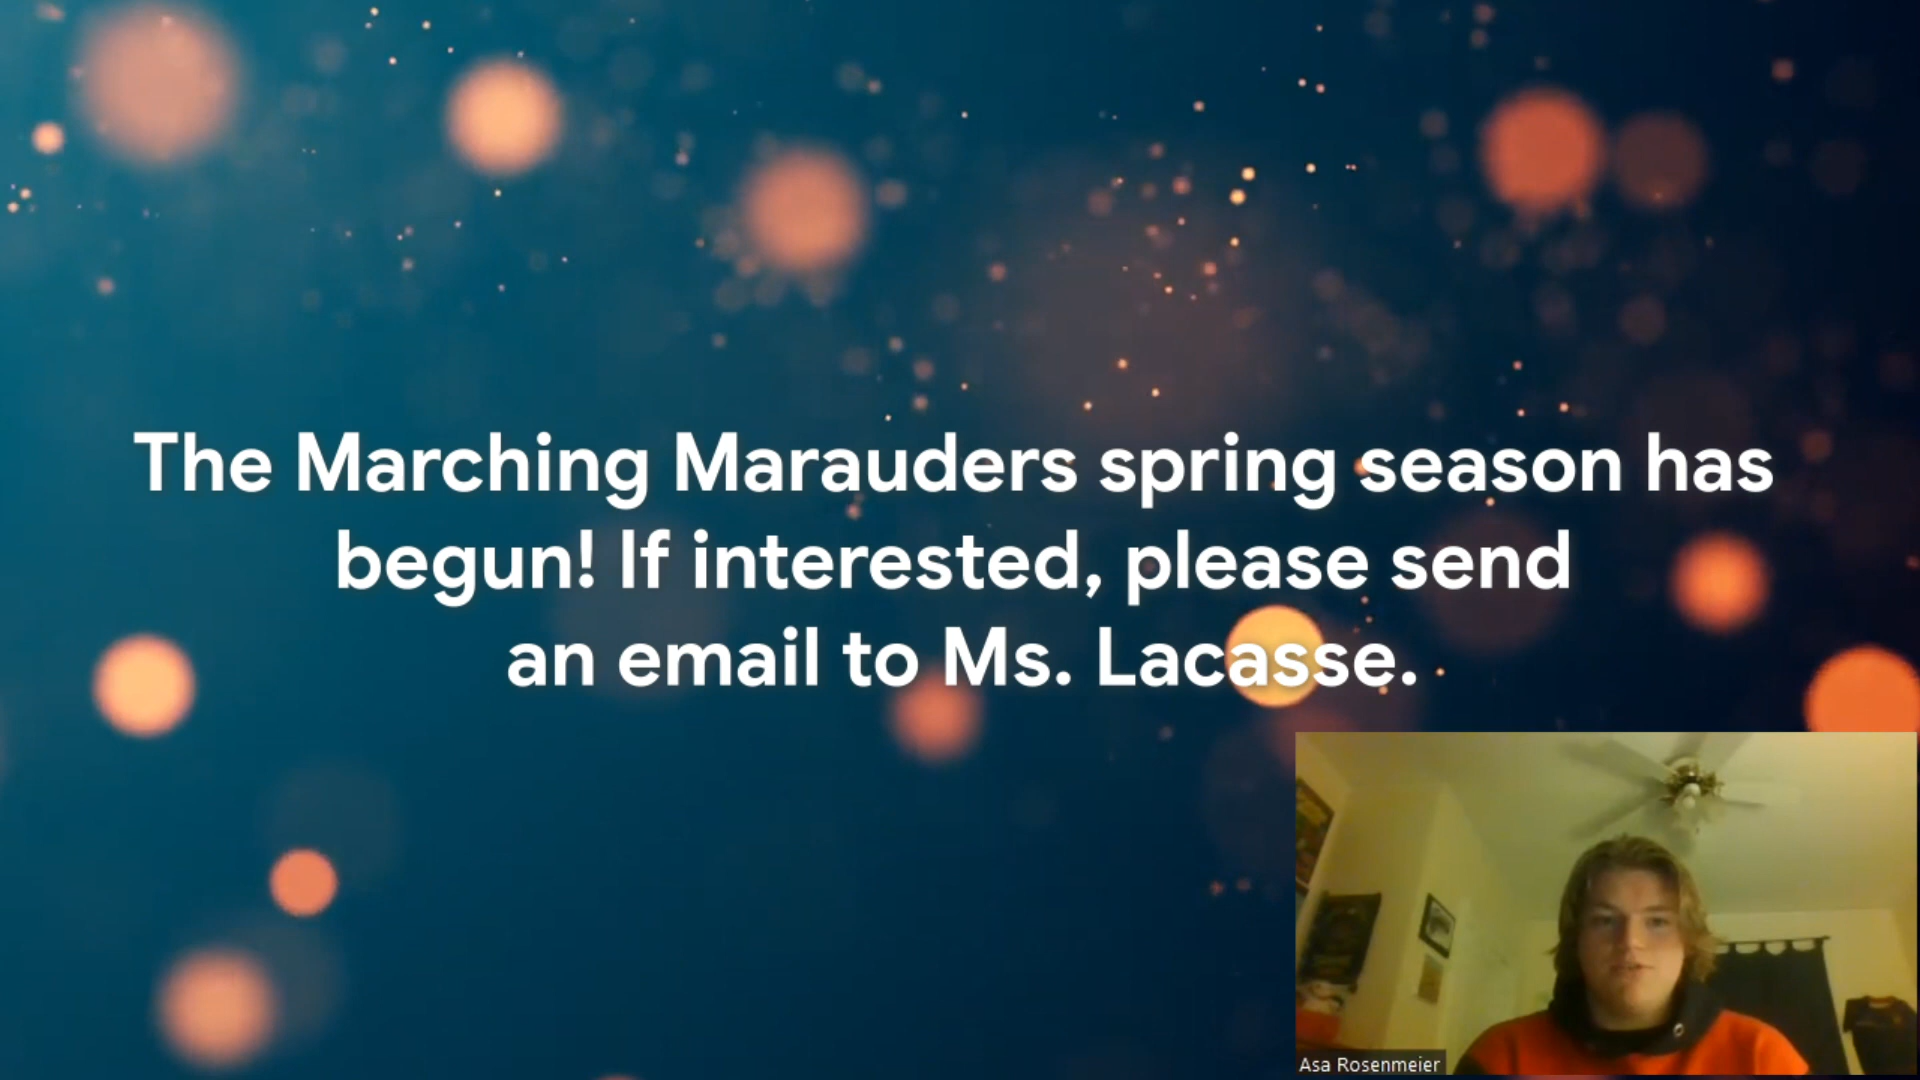 The Marching Marauders spring season has
begun! If interested, please send
an email to Ms. Lacasse.
Asa Rosenmeier